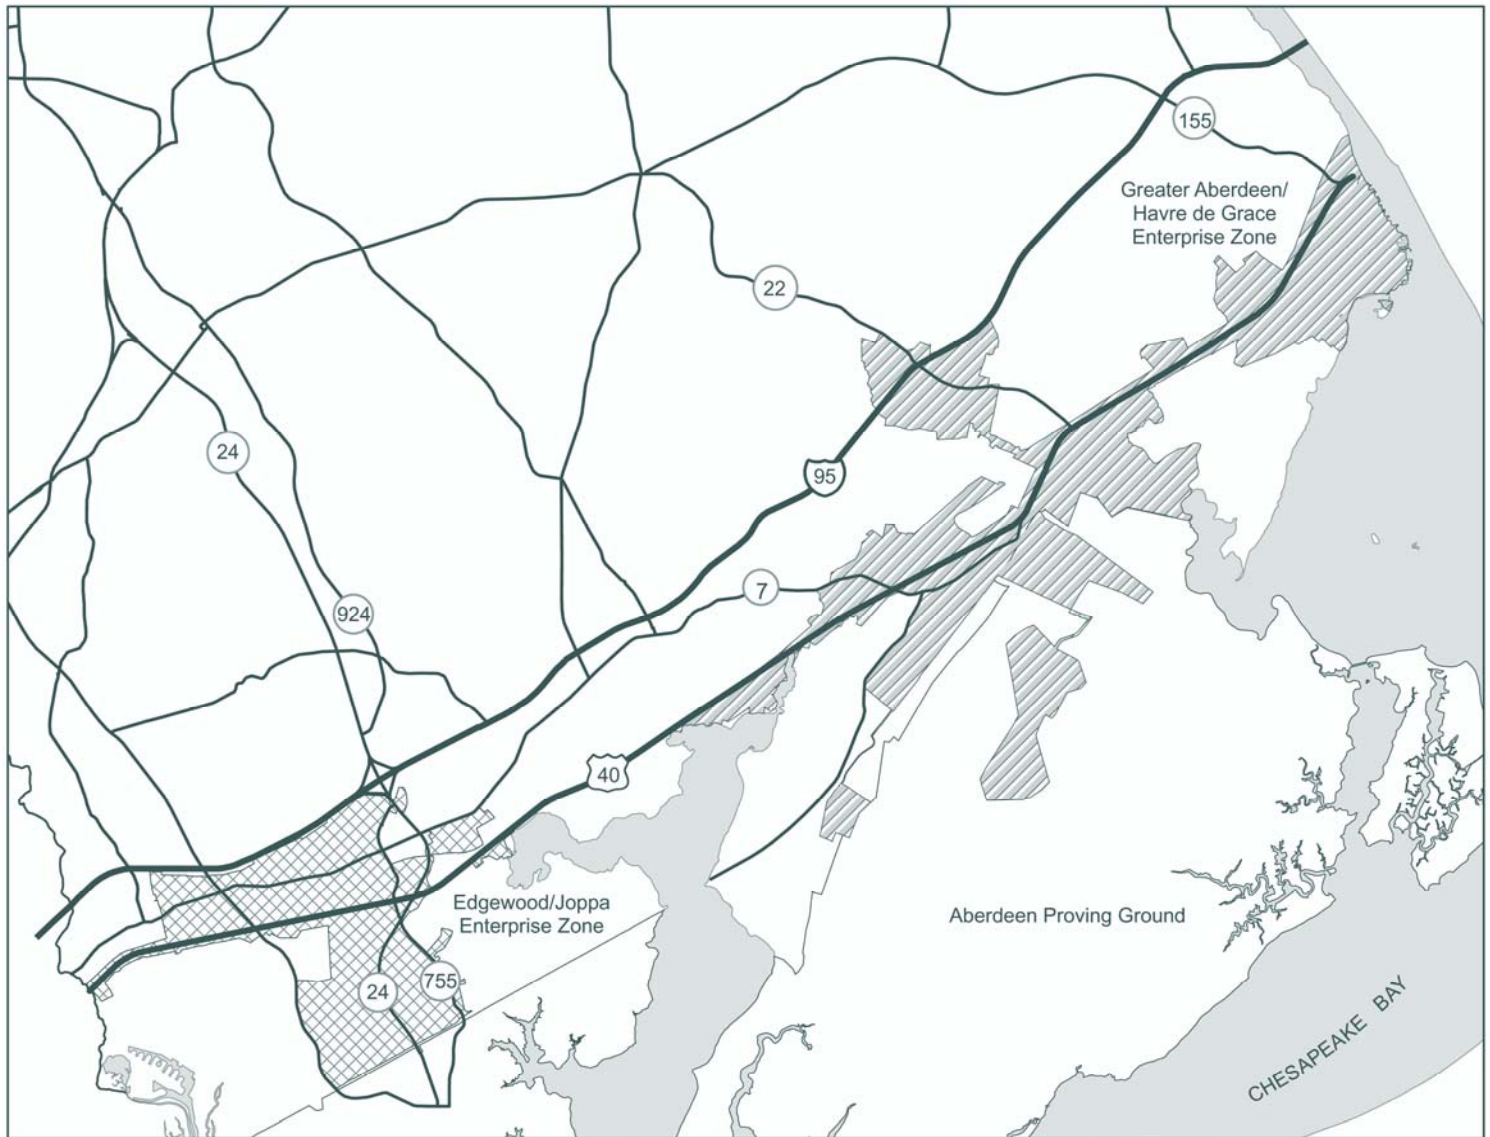 155
Greater Aberdeen/
Havre de Grace
Enterprise Zone
22
24
95
7
924
40
Edgewood/Joppa
Enterprise Zone
Aberdeen Proving Ground
24
755
CHESAPEAKE BAY